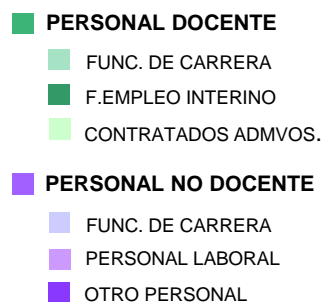 PERSONAL DOCENTE
FUNC. DE CARRERA
F.EMPLEO INTERINO
CONTRATADOS ADMVOS.
PERSONAL NO DOCENTE
FUNC. DE CARRERA
PERSONAL LABORAL
OTRO PERSONAL